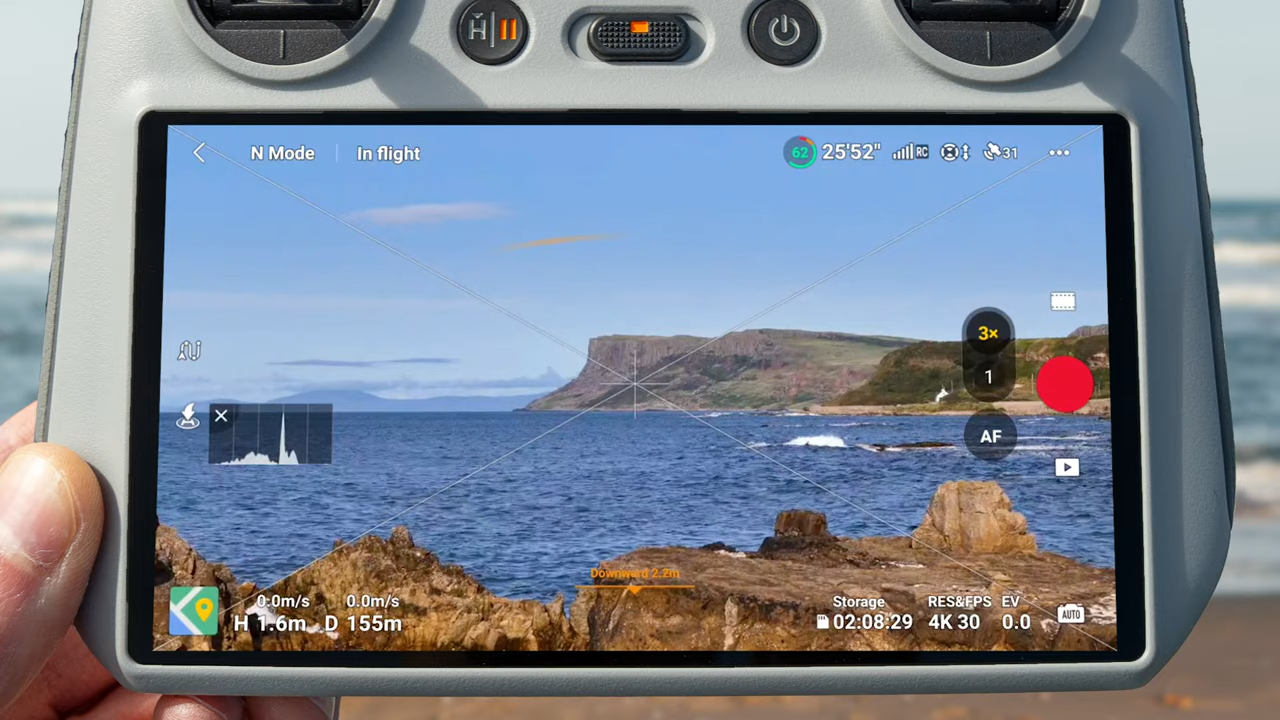 H
N Mode
In flight
62
25'52"
RC
31
3×
1
AF
Downward 2.2m
0.0m/s
0.0m/s
H 1.6m
D 155m
Storage
02:08:29
RES&FPS
4K 30
EV
0.0
AUTO